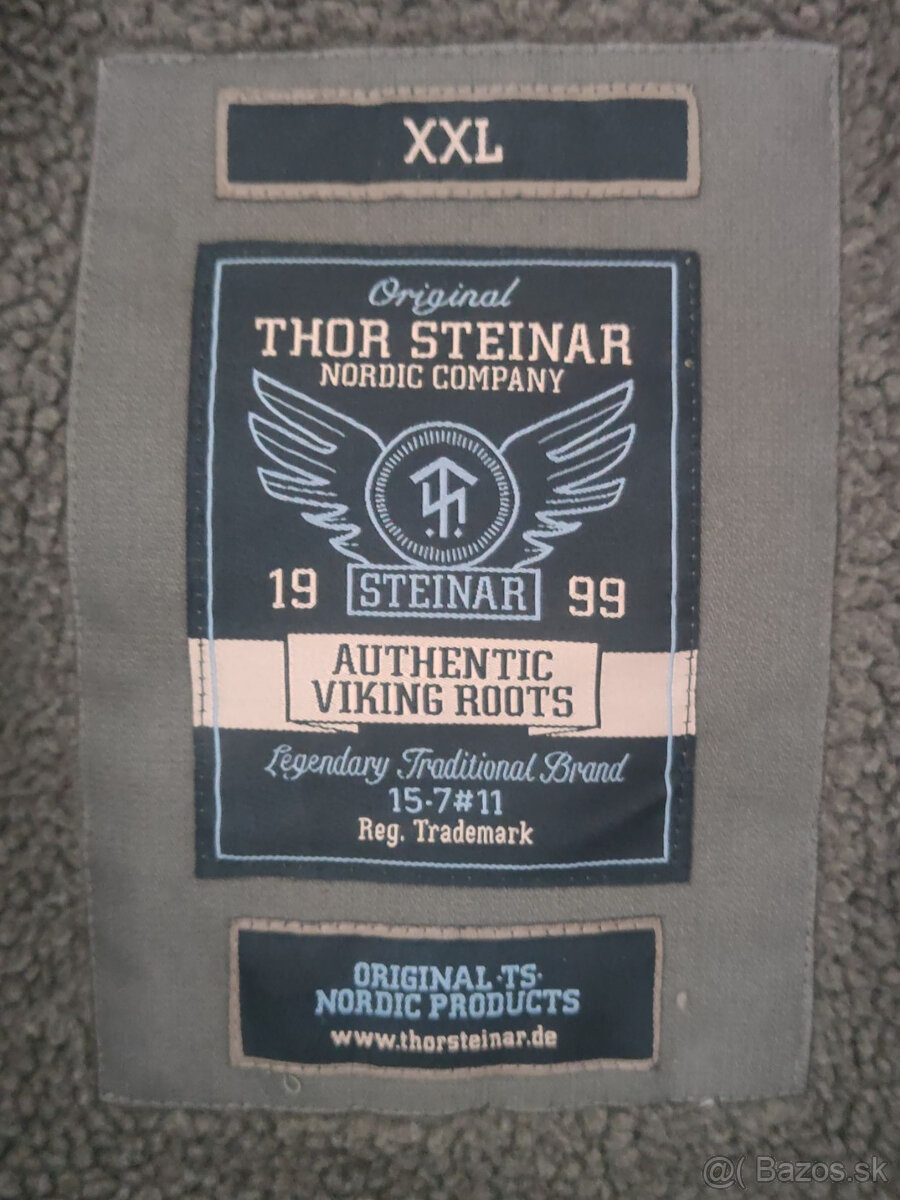 XXL
Original
THOR STEINAR
NORDIC COMPANY
19 STEINAR 99
AUTHENTIC
VIKING ROOTS
Legendary Traditional Brand
15-7#11
Reg. Trademark
ORIGINAL·TS·
NORDIC PRODUCTS
www.thorsteinar.de
@( Bazos.sk